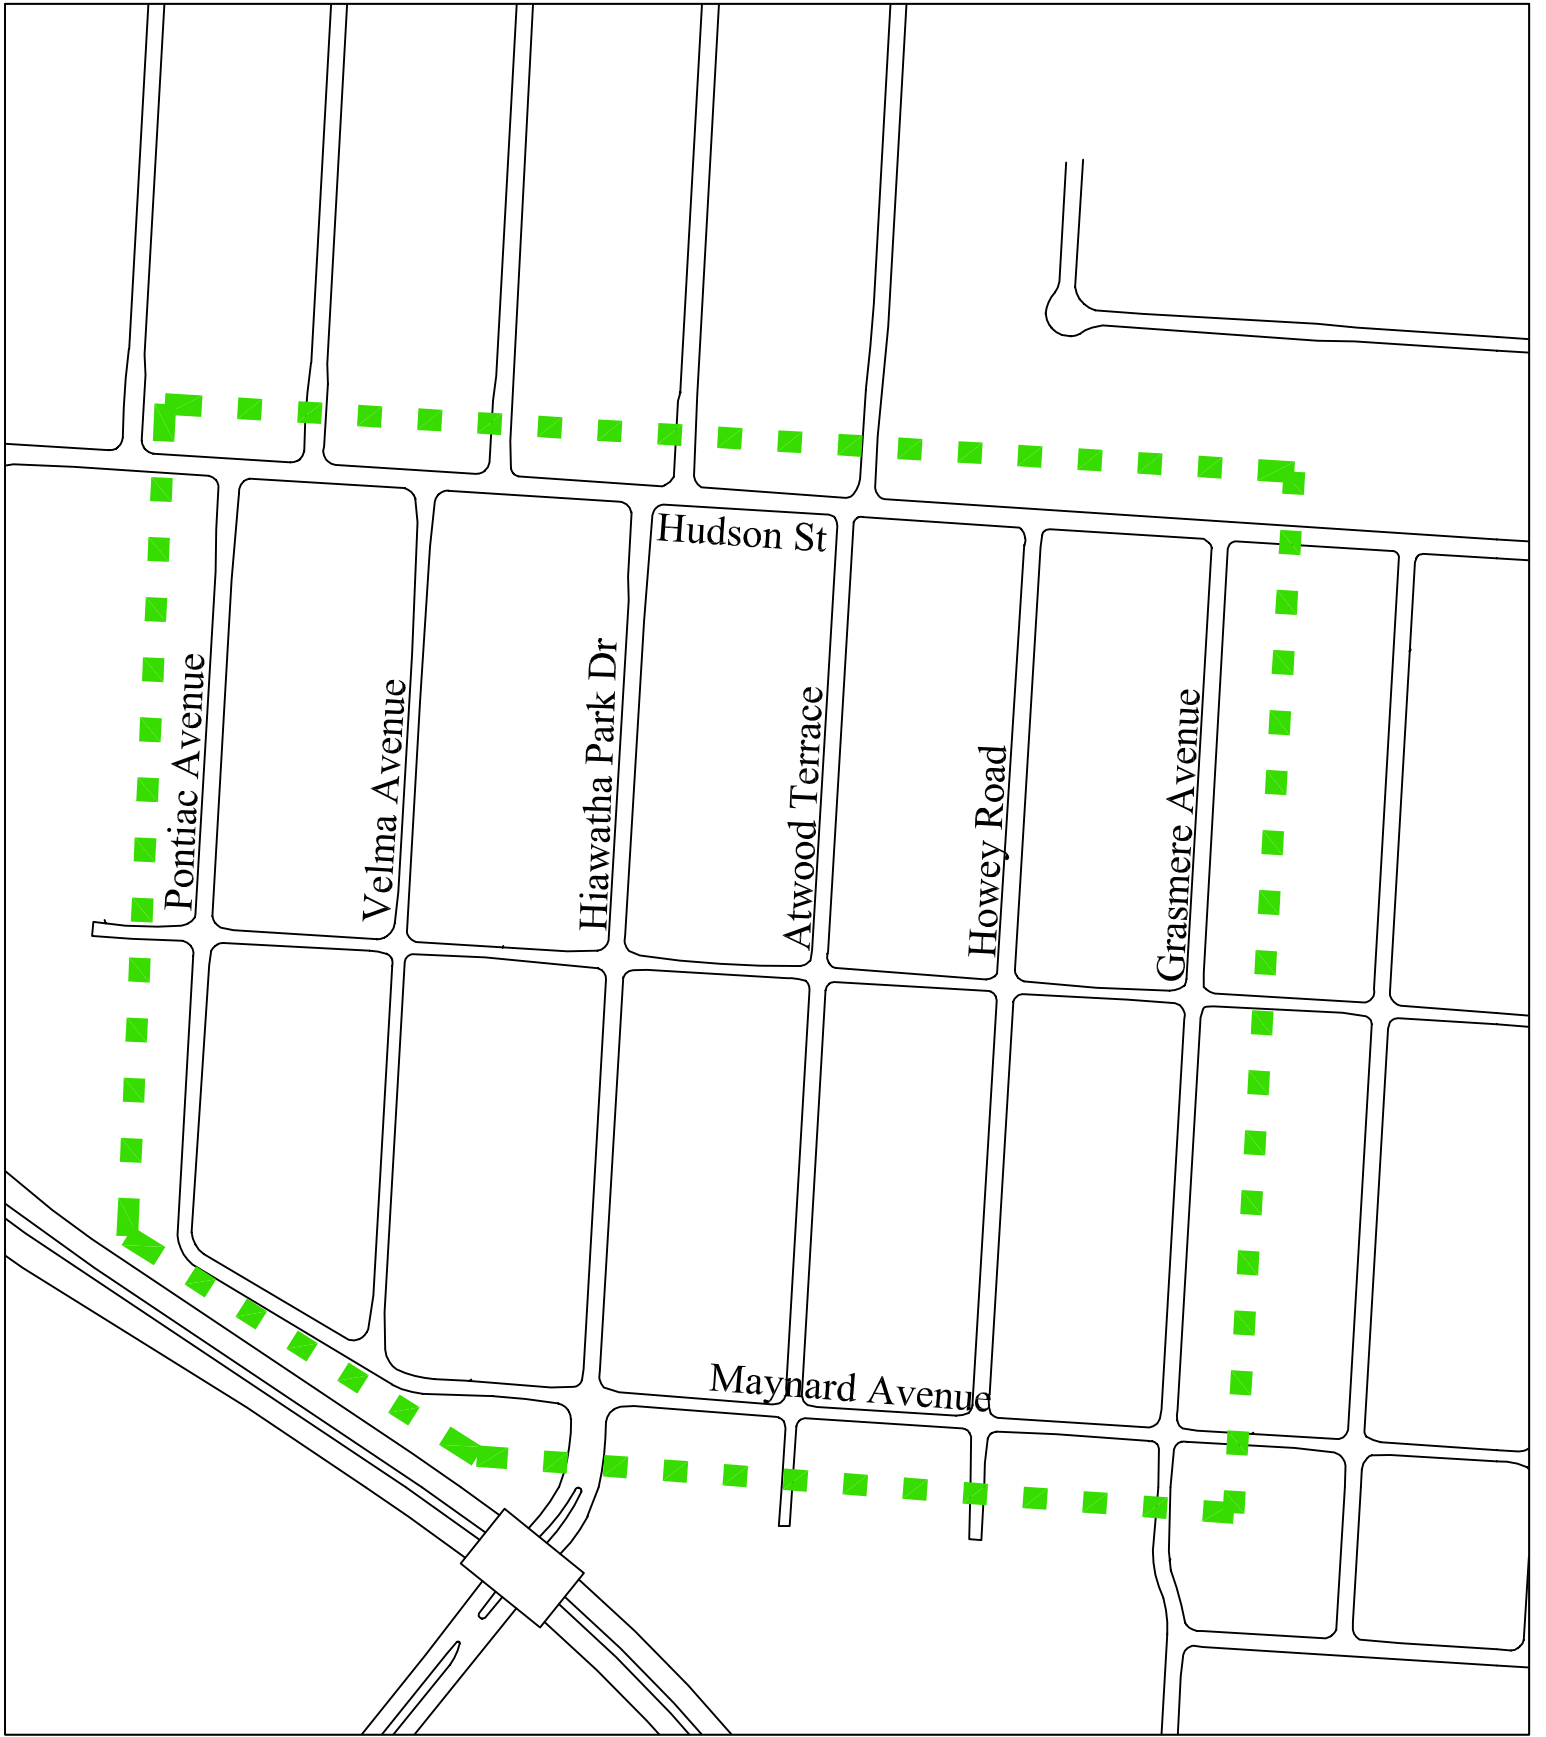 Hudson St
Pontiac Avenue
Velma Avenue
Hiawatha Park Dr
Atwood Terrace
Howey Road
Grasmere Avenue
Maynard Avenue